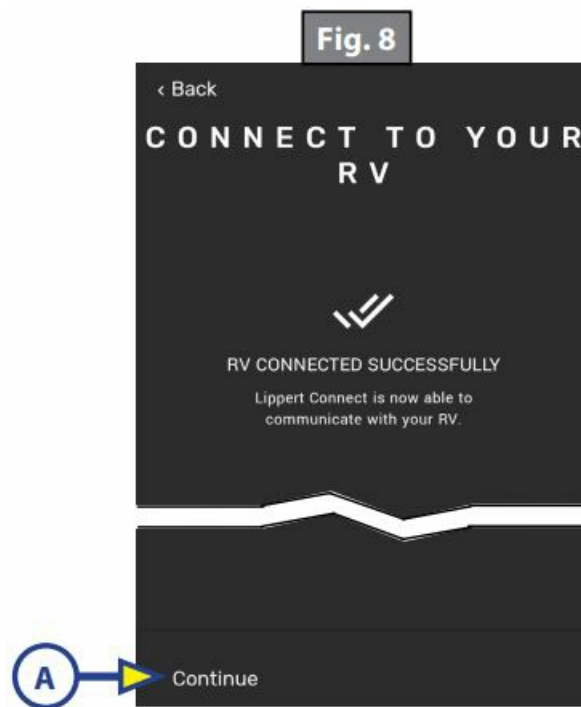 Fig. 8
‹ Back
CONNECT TO YOUR
RV
RV CONNECTED SUCCESSFULLY
Lippert Connect is now able to
communicate with your RV.
A
Continue